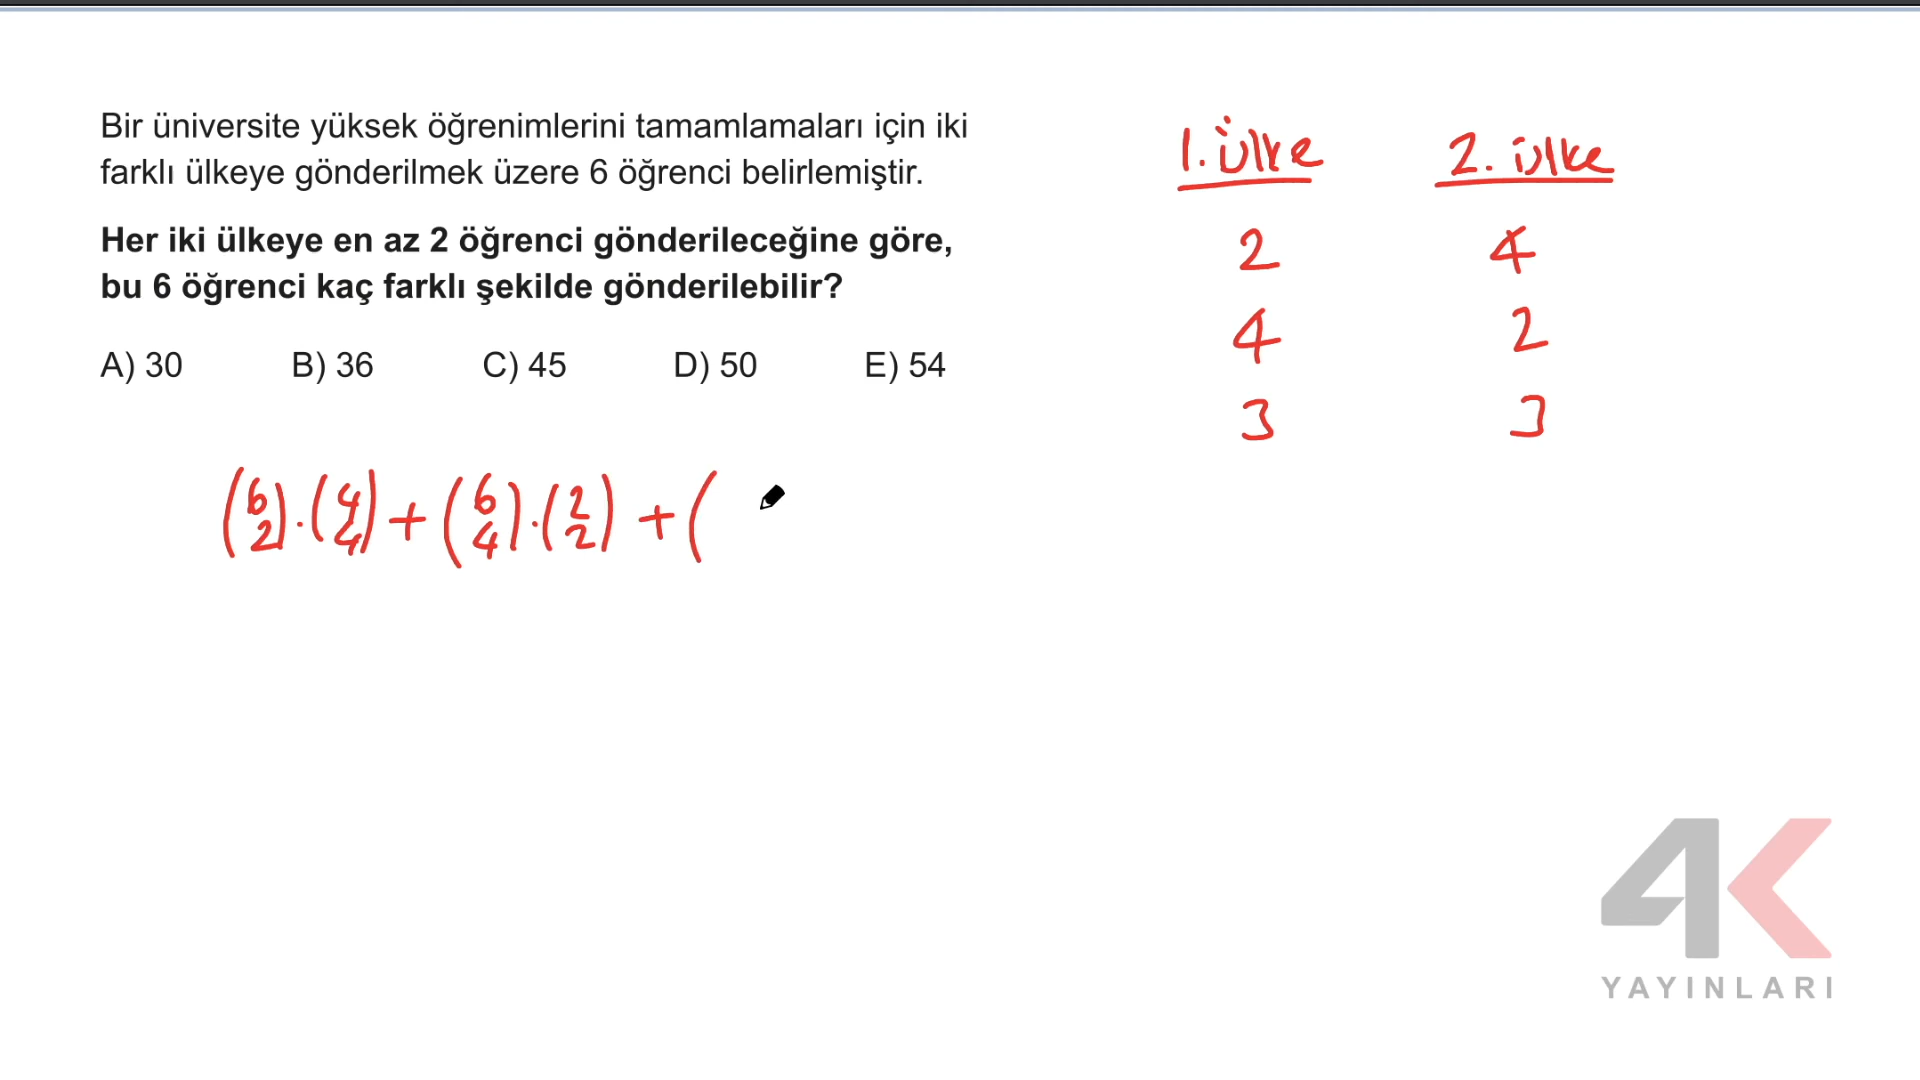 Bir üniversite yüksek öğrenimlerini tamamlamaları için iki
farklı ülkeye gönderilmek üzere 6 öğrenci belirlemiştir.
Her iki ülkeye en az 2 öğrenci gönderileceğine göre,
bu 6 öğrenci kaç farklı şekilde gönderilebilir?
A) 30 B) 36 C) 45 D) 50 E) 54
1. ülke 2. ülke
2 4
4 2
3 3
(6 2) . (4 4) + (6 4) . (2 2) + (
4K
YAYINLARI